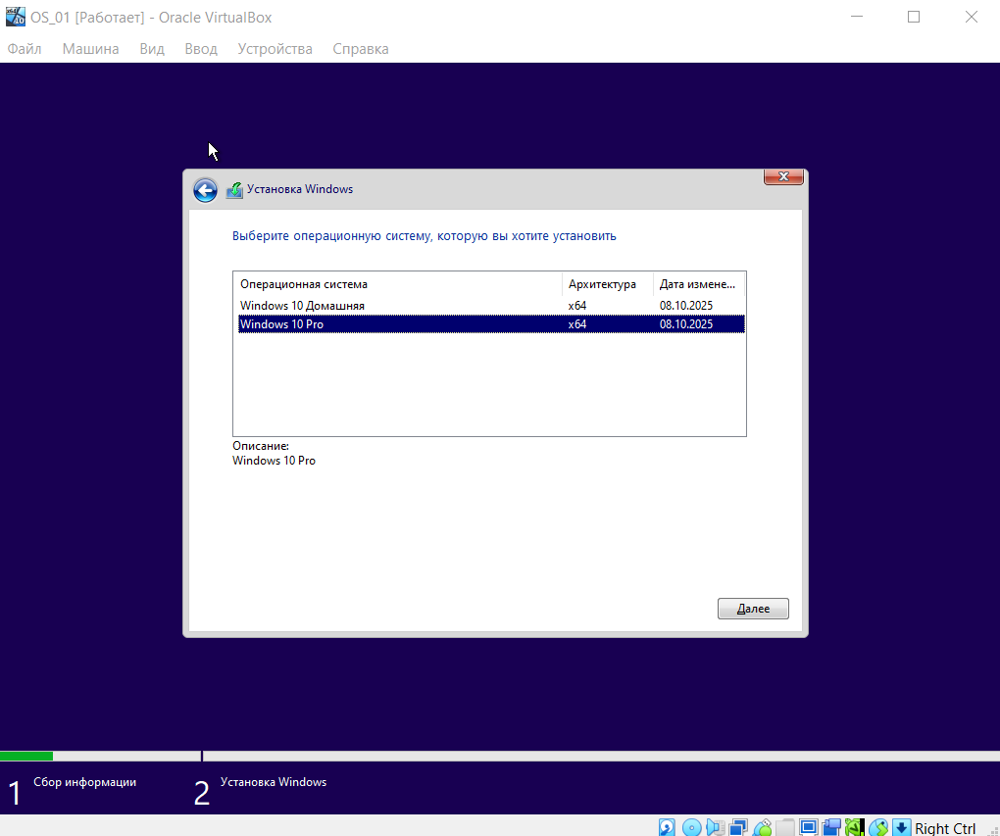 OS_01 [Работает] - Oracle VirtualBox
Файл Машина Вид Ввод Устройства Справка
Установка Windows
Выберите операционную систему, которую вы хотите установить
Операционная система Архитектура Дата измене...
Windows 10 Домашняя x64 08.10.2025
Windows 10 Pro x64 08.10.2025
Описание:
Windows 10 Pro
Далее
1 Сбор информации 2 Установка Windows
Right Ctrl